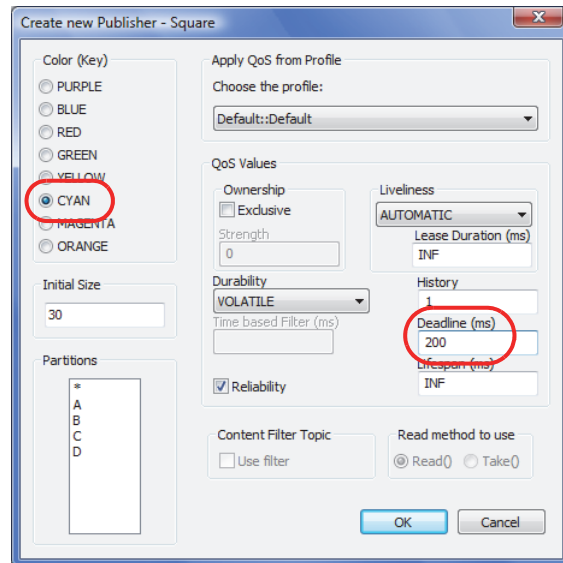 Create new Publisher - Square
Color (Key)
PURPLE
BLUE
RED
GREEN
YELLOW
CYAN
MAGENTA
ORANGE
Initial Size
30
Partitions
*
A
B
C
D
Apply QoS from Profile
Choose the profile:
Default::Default
QoS Values
Ownership
Exclusive
Strength
0
Liveliness
AUTOMATIC
Lease Duration (ms)
INF
Durability
VOLATILE
Time based Filter (ms)
Reliability
History
1
Deadline (ms)
200
Lifespan (ms)
INF
Content Filter Topic
Use filter
Read method to use
Read() Take()
OK Cancel